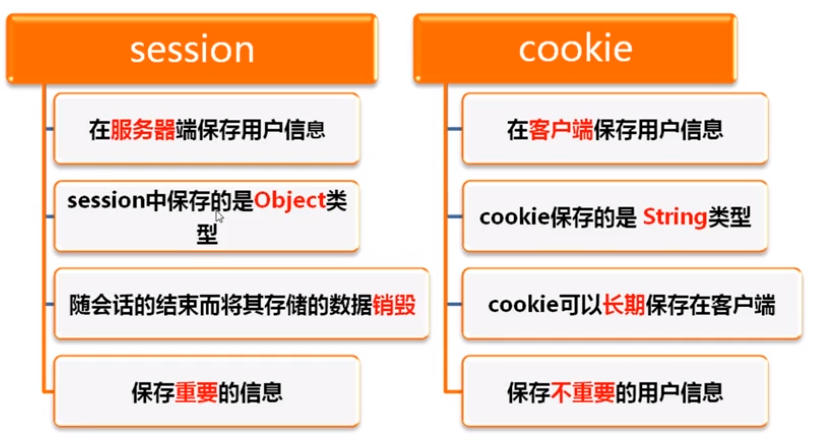 session
在服务器端保存用户信息
session中保存的是Object类
型
随会话的结束而将其存储的数据销毁
保存重要的信息
cookie
在客户端保存用户信息
cookie保存的是 String类型
cookie可以长期保存在客户端
保存不重要的用户信息